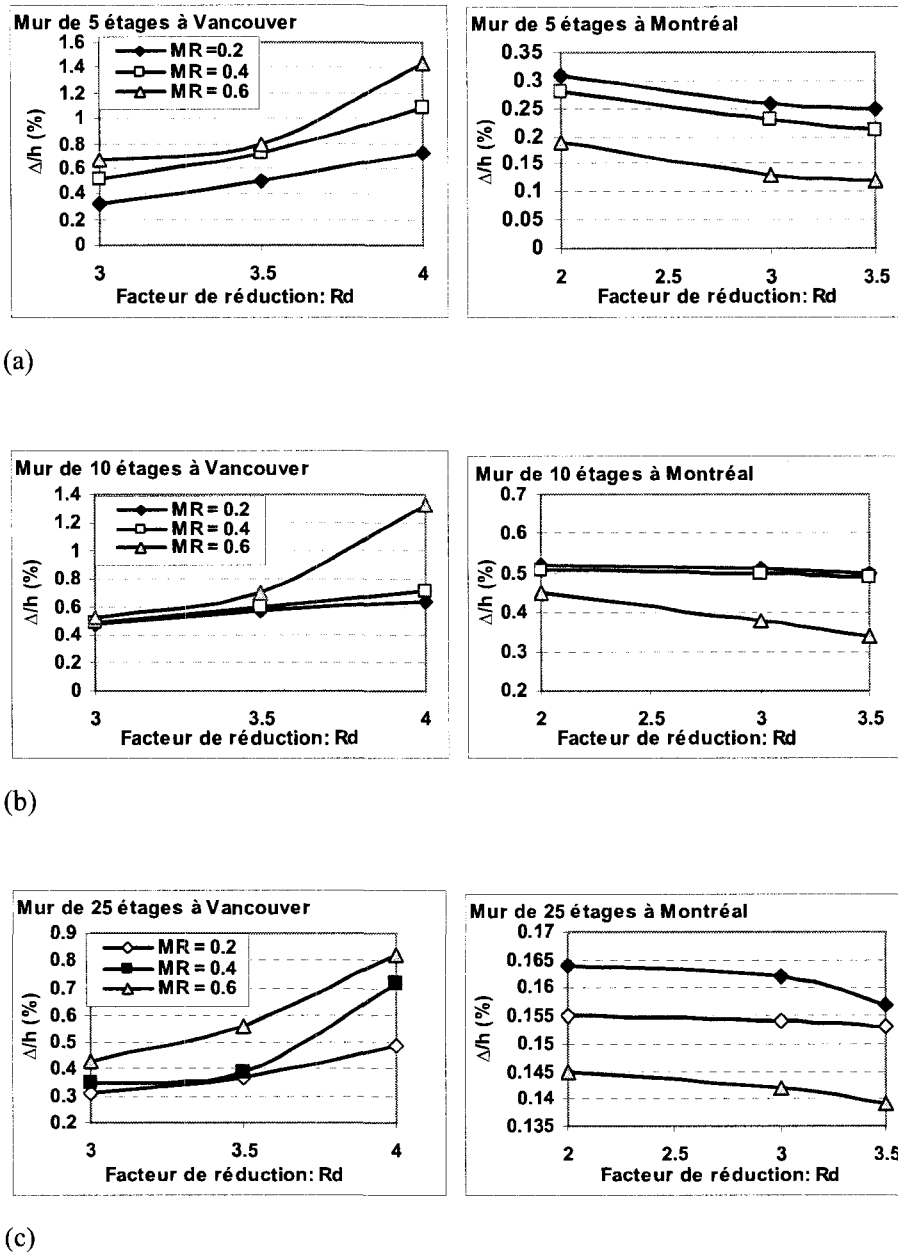 Mur de 5 étages à Vancouver
1.6
1.4
1.2
1
0.8
0.6
0.4
0.2
0
Δ/h (%)
MR =0.2
MR = 0.4
MR = 0.6
3
3.5
4
Facteur de réduction: Rd
Mur de 5 étages à Montréal
0.35
0.3
0.25
0.2
0.15
0.1
0.05
0
Δ/h (%)
2
2.5
3
3.5
Facteur de réduction: Rd
(a)
Mur de 10 étages à Vancouver
1.4
1.2
1
0.8
0.6
0.4
0.2
0
Δ/h (%)
MR = 0.2
MR = 0.4
MR = 0.6
3
3.5
4
Facteur de réduction: Rd
Mur de 10 étages à Montréal
0.7
0.6
0.5
0.4
0.3
0.2
Δ/h (%)
2
2.5
3
3.5
Facteur de réduction: Rd
(b)
Mur de 25 étages à Vancouver
0.9
0.8
0.7
0.6
0.5
0.4
0.3
0.2
Δ/h (%)
MR = 0.2
MR = 0.4
MR = 0.6
3
3.5
4
Facteur de réduction: Rd
Mur de 25 étages à Montréal
0.17
0.165
0.16
0.155
0.15
0.145
0.14
0.135
Δ/h (%)
2
2.5
3
3.5
Facteur de réduction: Rd
(c)